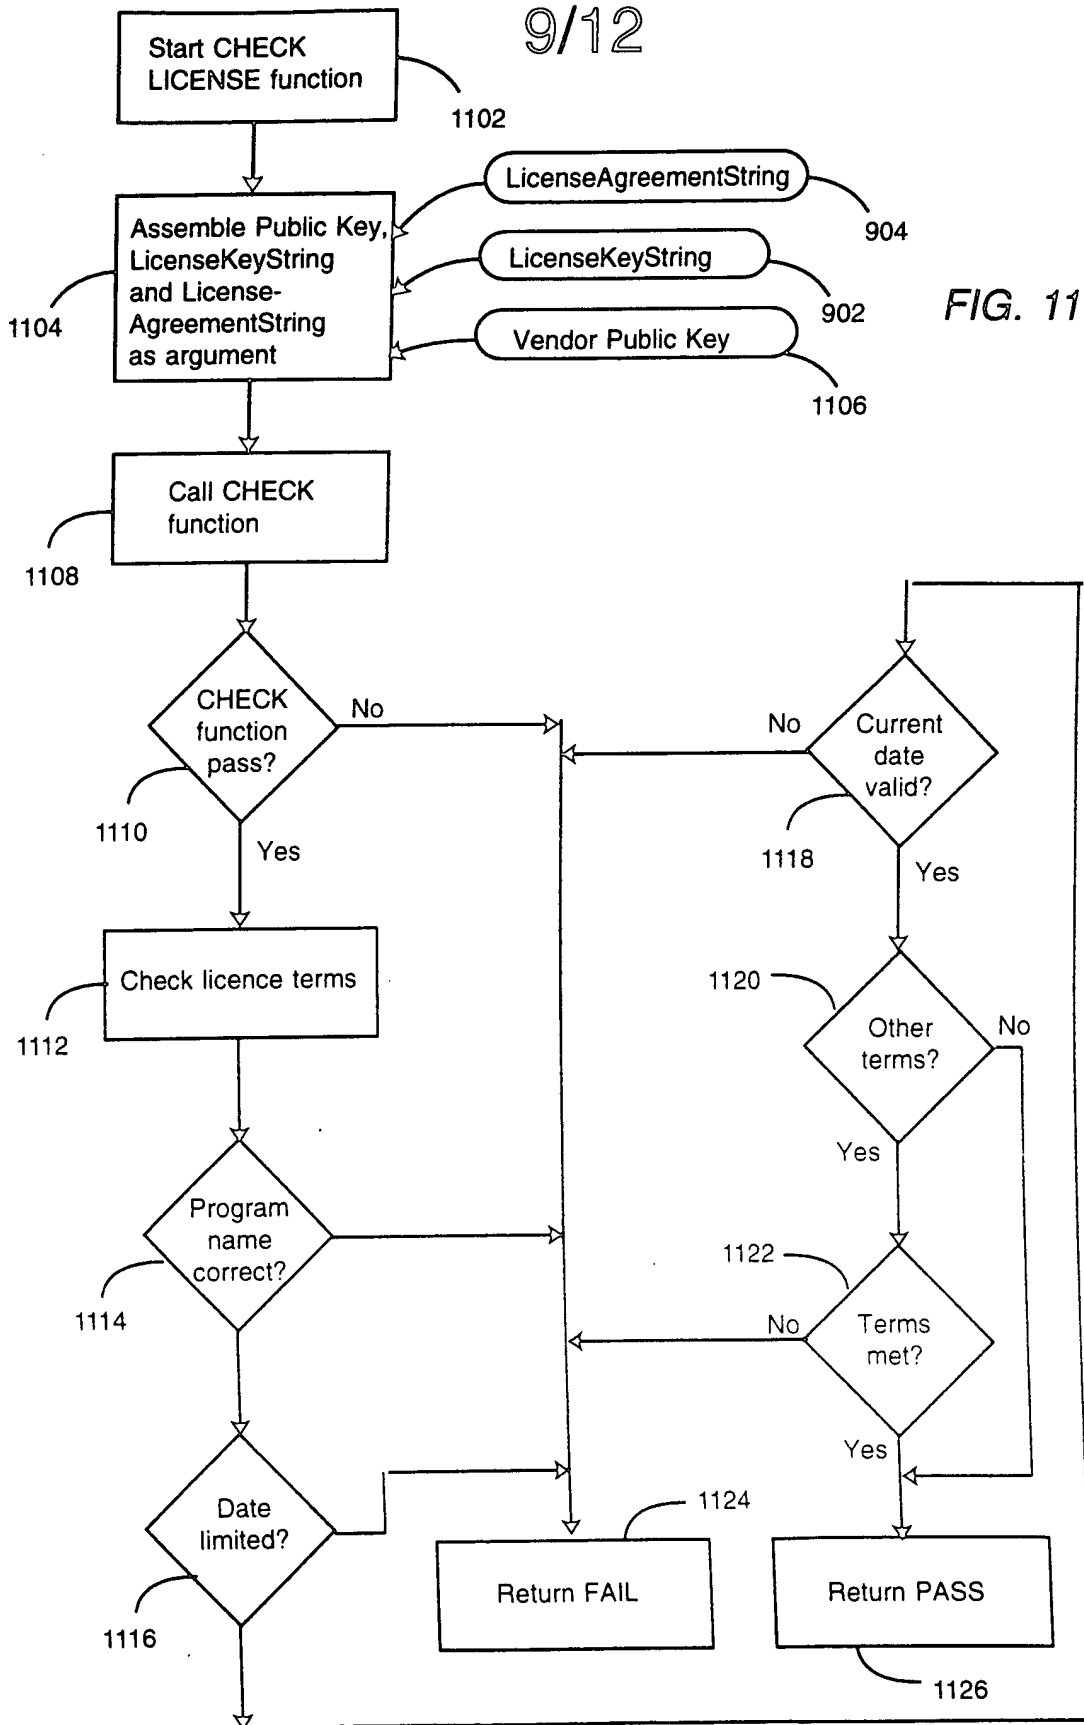 9/12
Start CHECK
LICENSE function
1102
LicenseAgreementString
904
Assemble Public Key,
LicenseKeyString
and License-
AgreementString
as argument
1104
LicenseKeyString
902
FIG. 11
Vendor Public Key
1106
Call CHECK
function
1108
CHECK
function
pass?
No
1110
Yes
No
Current
date
valid?
1118
Yes
Check licence terms
1112
1120
Other
terms?
No
Yes
Program
name
correct?
1114
1122
No
Terms
met?
Yes
Date
limited?
1116
1124
Return FAIL
Return PASS
1126